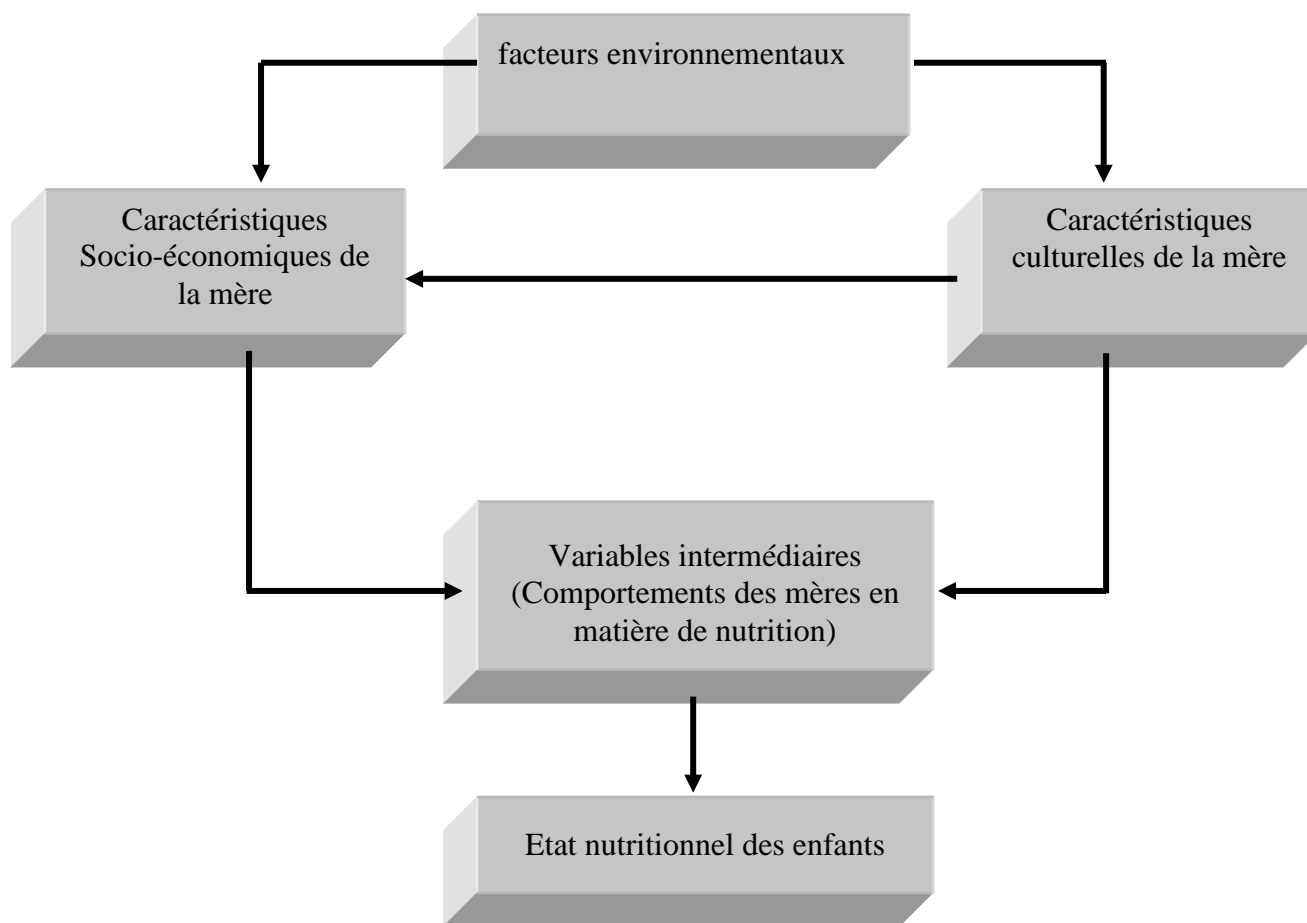 facteurs environnementaux
Caractéristiques
Socio-économiques de
la mère
Caractéristiques
culturelles de la mère
Variables intermédiaires
(Comportements des mères en
matière de nutrition)
Etat nutritionnel des enfants